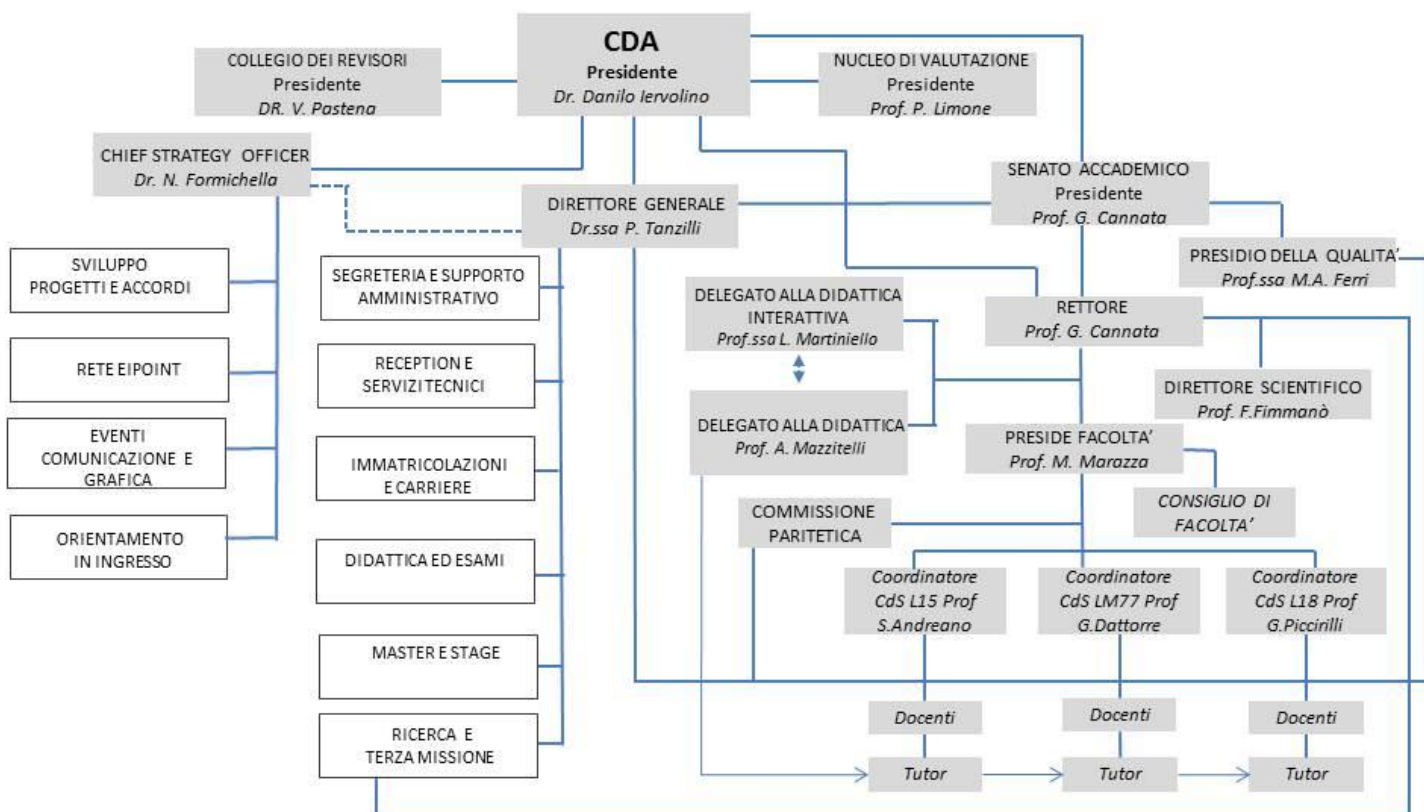 CDA
Presidente
Dr. Danilo Iervolino
COLLEGIO DEI REVISORI
Presidente
DR. V. Pastena
NUCLEO DI VALUTAZIONE
Presidente
Prof. P. Limone
CHIEF STRATEGY OFFICER
Dr. N. Formichella
SENATO ACCADEMICO
Presidente
Prof. G. Cannata
DIRETTORE GENERALE
Dr.ssa P. Tanzilli
PRESIDIO DELLA QUALITA’
Prof.ssa M.A. Ferri
SVILUPPO
PROGETTI E ACCORDI
RETE EIPOINT
EVENTI
COMUNICAZIONE E
GRAFICA
ORIENTAMENTO
IN INGRESSO
SEGRETERIA E SUPPORTO
AMMINISTRATIVO
RECEPTION E
SERVIZI TECNICI
IMMATRICOLAZIONI
E CARRIERE
DIDATTICA ED ESAMI
MASTER E STAGE
RICERCA E
TERZA MISSIONE
DELEGATO ALLA DIDATTICA
INTERATTIVA
Prof.ssa L. Martiniello
DELEGATO ALLA DIDATTICA
Prof. A. Mazzitelli
RETTORE
Prof. G. Cannata
DIRETTORE SCIENTIFICO
Prof. F.Fimmanò
PRESIDE FACOLTA’
Prof. M. Marazza
CONSIGLIO DI
FACOLTA’
COMMISSIONE
PARITETICA
Coordinatore
CdS L15 Prof
S.Andreano
Coordinatore
CdS LM77 Prof
G.Dattorre
Coordinatore
CdS L18 Prof
G.Piccirilli
Docenti
Docenti
Docenti
Tutor
Tutor
Tutor